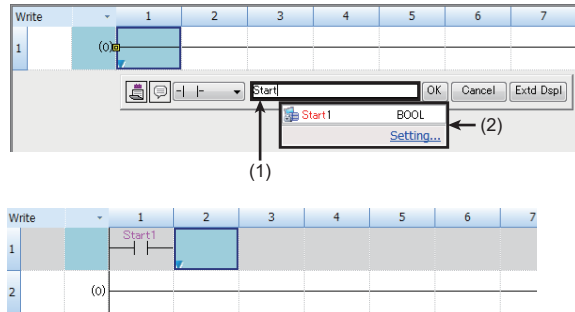 Write 1 2 3 4 5 6 7
1 (0)
-| |- Start OK Cancel Extd Dspl
Start1 BOOL
Setting...
(2)
(1)
Write 1 2 3 4 5 6 7
Start1
1
2 (0)